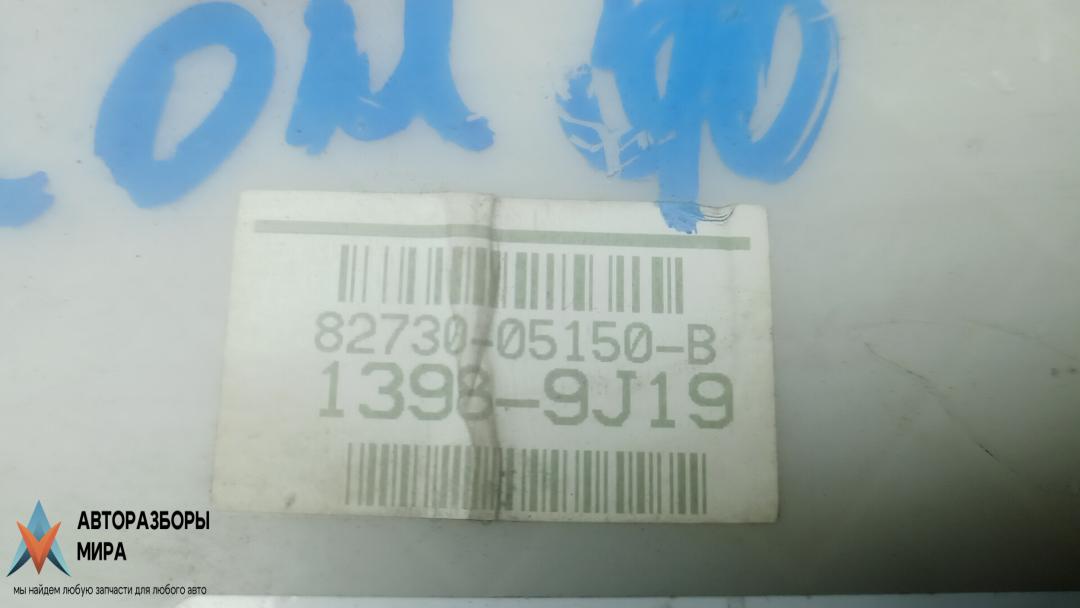 82730-05150-B
1398-9J19
АВТОРАЗБОРЫ
МИРА
мы найдем любую запчасти для любого авто